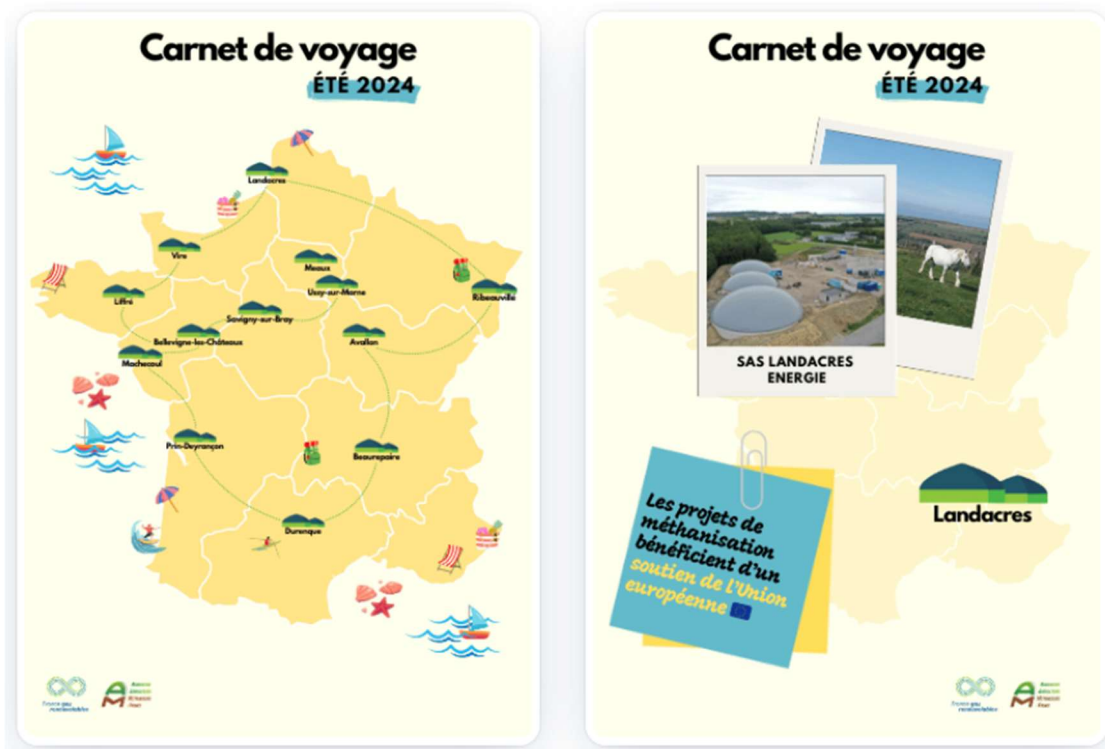 Carnet de voyage
ÉTÉ 2024
Landacres
Vire
Meaux
Ussy-sur-Marne
Ribeauvillé
Liffré
Savigny-sur-Bray
Bellevigne-les-Châteaux
Avallon
Machecoul
Prin-Deyrançon
Beaurepaire
Durenque
Carnet de voyage
ÉTÉ 2024
SAS LANDACRES
ENERGIE
Les projets de
méthanisation
bénéficient d'un
soutien de l'Union
européenne
Landacres